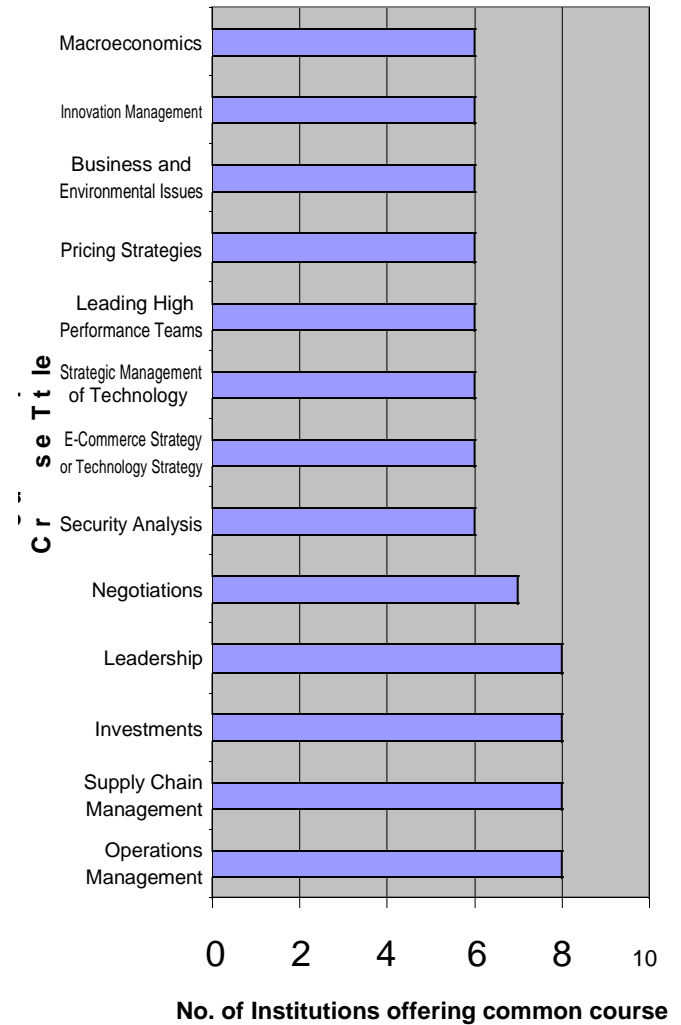 Macroeconomics
Innovation Management
Business and
Environmental Issues
Pricing Strategies
Leading High
Performance Teams
Strategic Management
of Technology
E-Commerce Strategy
or Technology Strategy
Security Analysis
Negotiations
Leadership
Investments
Supply Chain
Management
Operations
Management
0 2 4 6 8 10
No. of Institutions offering common course